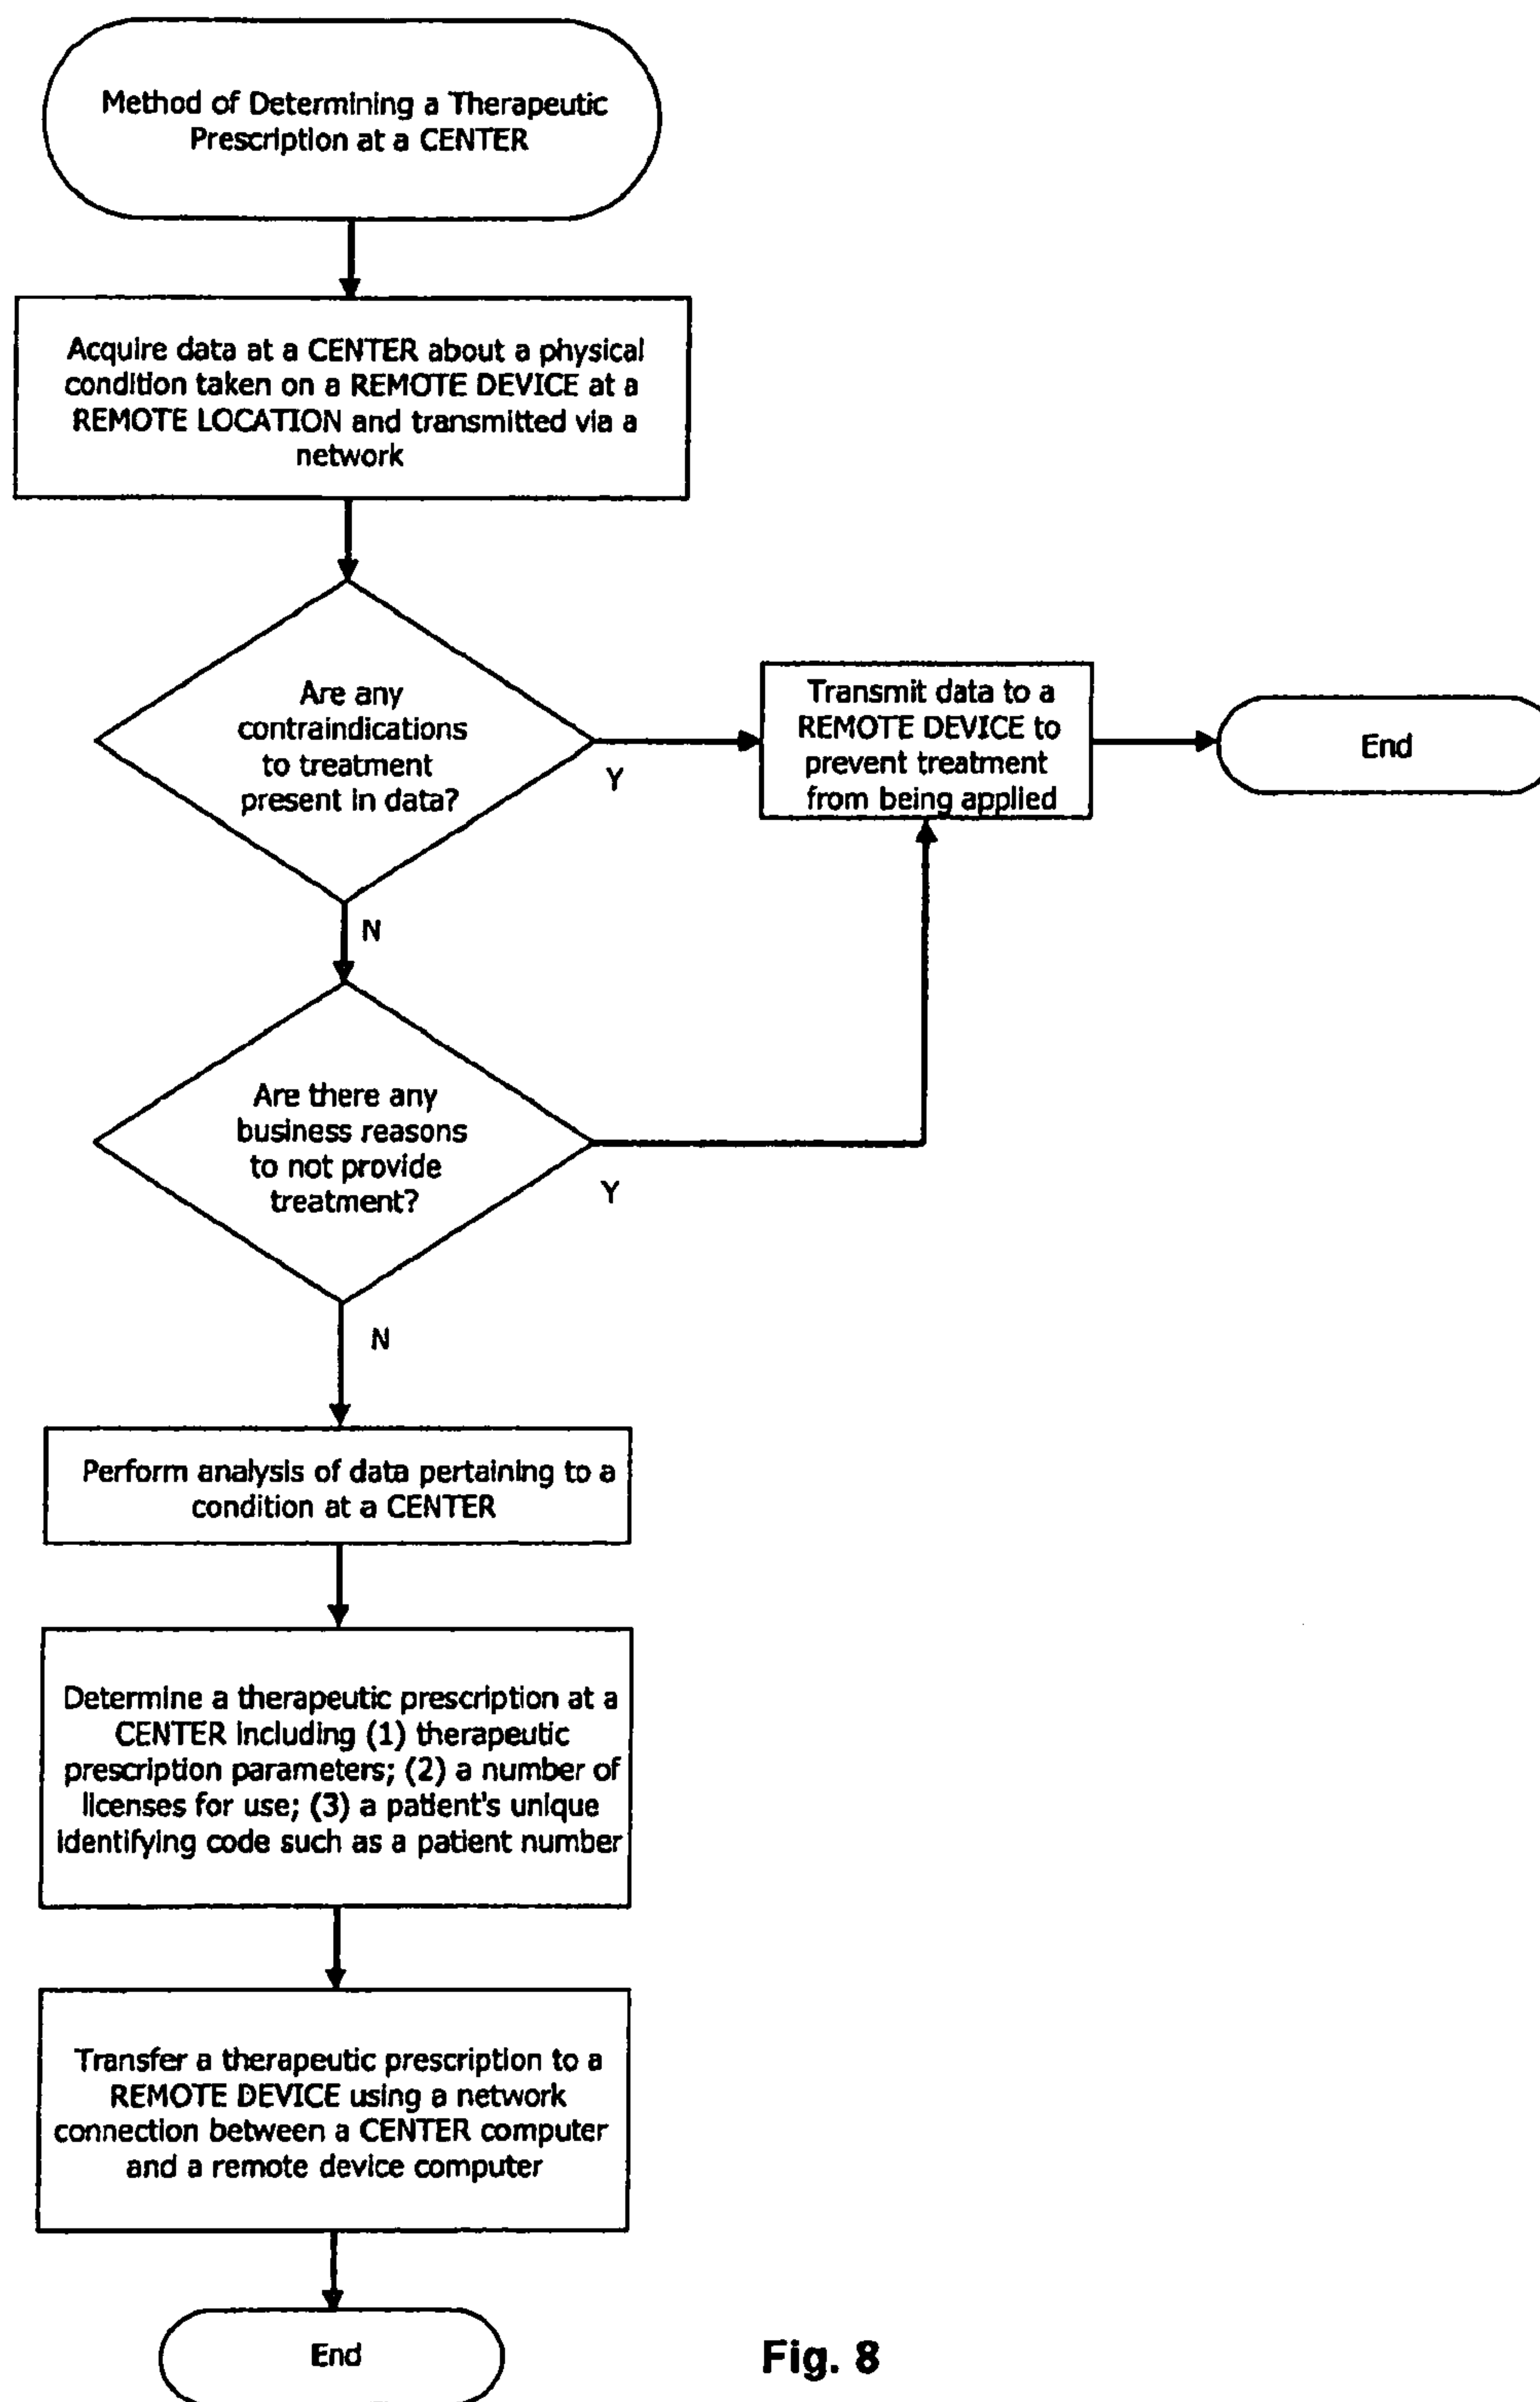 Method of Determining a Therapeutic
Prescription at a CENTER
Acquire data at a CENTER about a physical
condition taken on a REMOTE DEVICE at a
REMOTE LOCATION and transmitted via a
network
Are any
contraindications
to treatment
present in data?
Y
Transmit data to a
REMOTE DEVICE to
prevent treatment
from being applied
End
N
Are there any
business reasons
to not provide
treatment?
Y
N
Perform analysis of data pertaining to a
condition at a CENTER
Determine a therapeutic prescription at a
CENTER including (1) therapeutic
prescription parameters; (2) a number of
licenses for use; (3) a patient's unique
identifying code such as a patient number
Transfer a therapeutic prescription to a
REMOTE DEVICE using a network
connection between a CENTER computer
and a remote device computer
End
Fig. 8